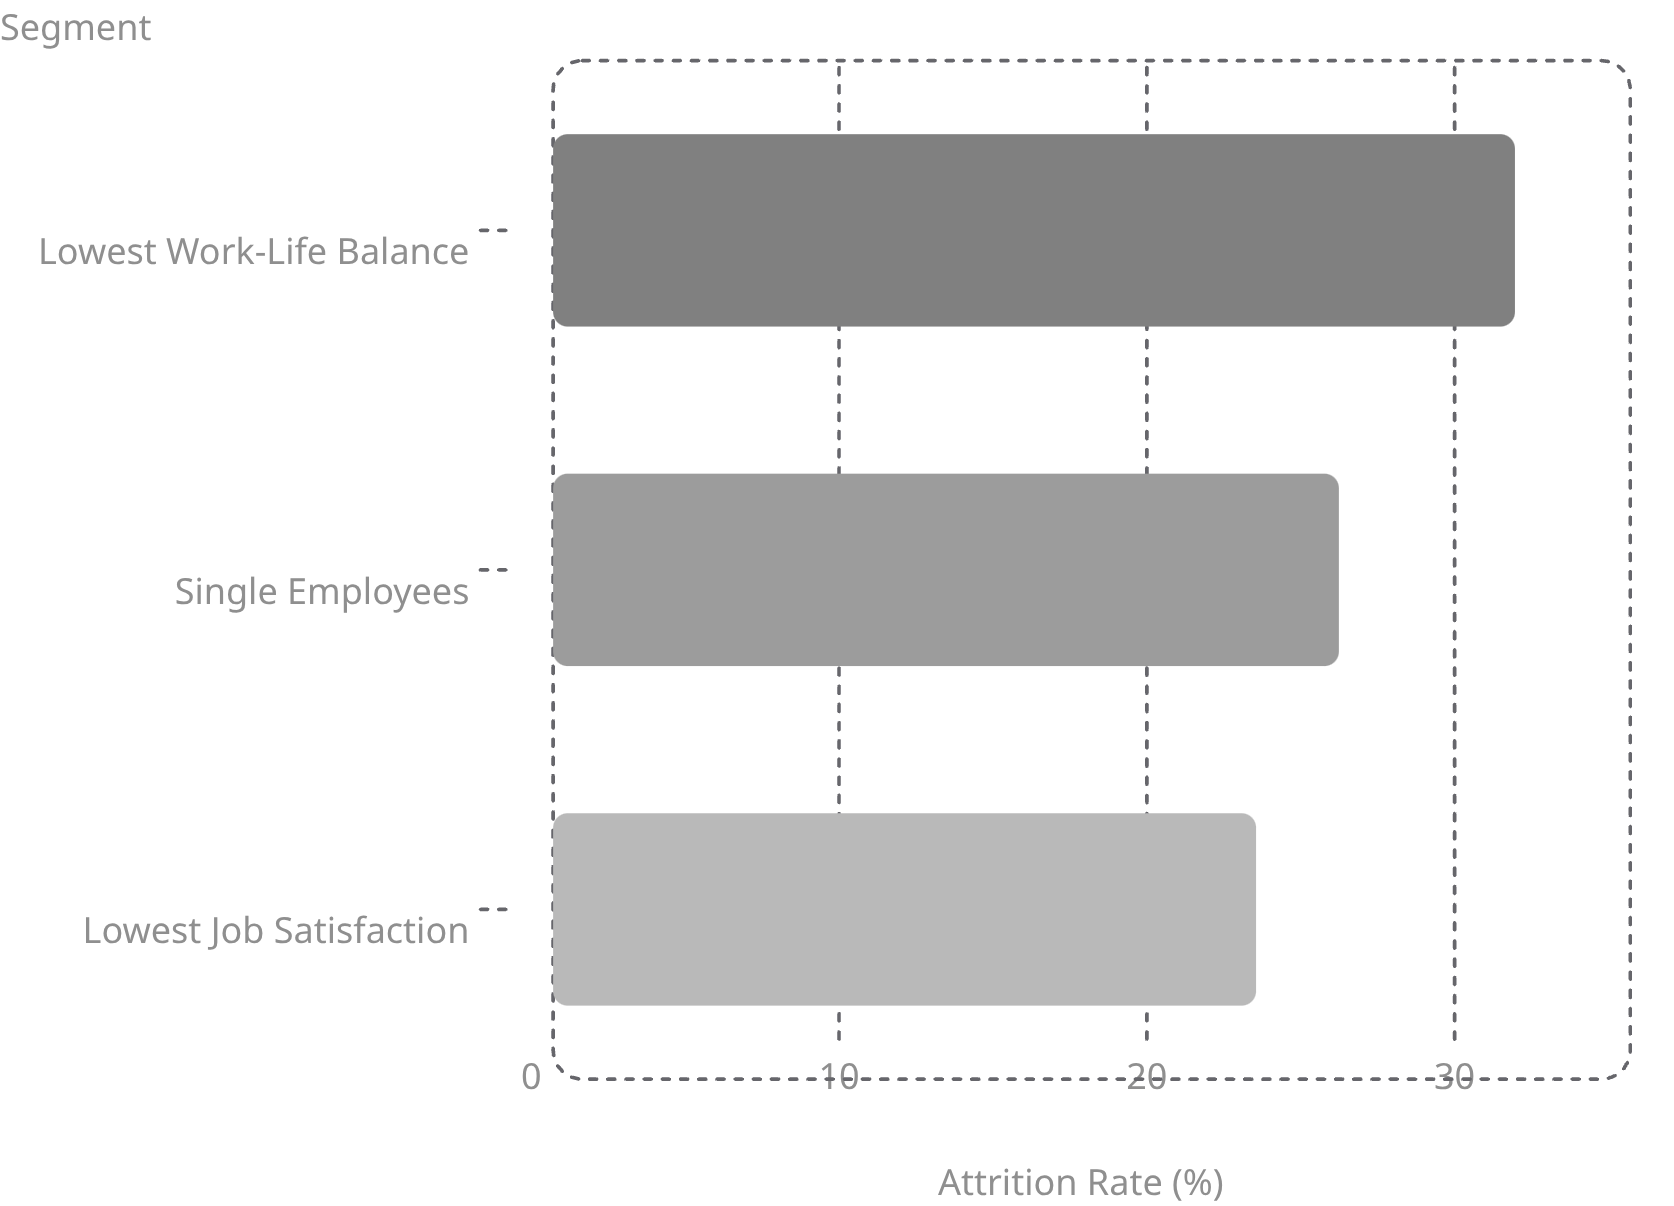 Segment
Lowest Work-Life Balance
Single Employees
Lowest Job Satisfaction
0 10 20 30
Attrition Rate (%)